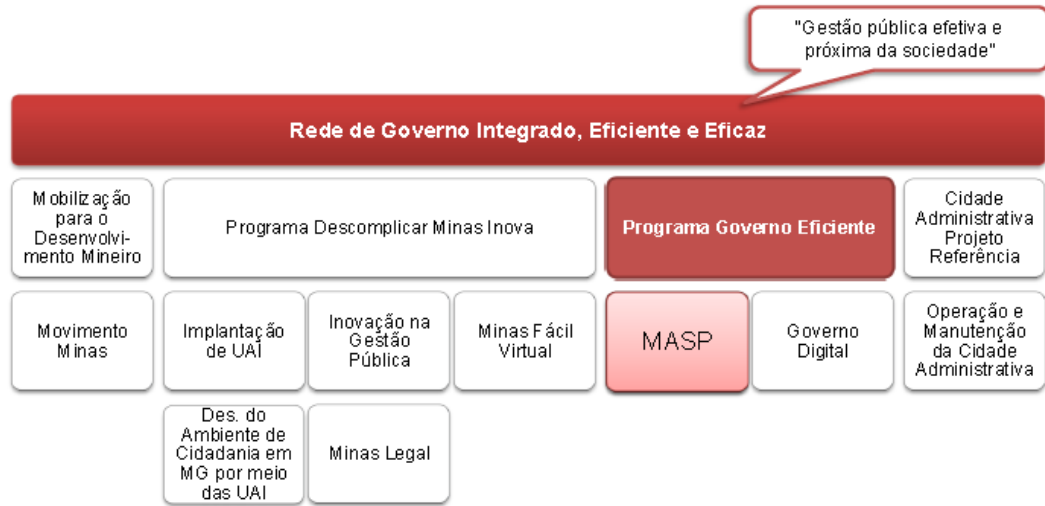 "Gestão pública efetiva e
próxima da sociedade"
Rede de Governo Integrado, Eficiente e Eficaz
Mobilização
para o
Desenvolvi-
mento Mineiro
Programa Descomplicar Minas Inova
Programa Governo Eficiente
Cidade
Administrativa
Projeto
Referência
Movimento
Minas
Implantação
de UAI
Inovação na
Gestão
Pública
Minas Fácil
Virtual
MASP
Governo
Digital
Operação e
Manutenção
da Cidade
Administrativa
Des. do
Ambiente de
Cidadania em
MG por meio
das UAI
Minas Legal